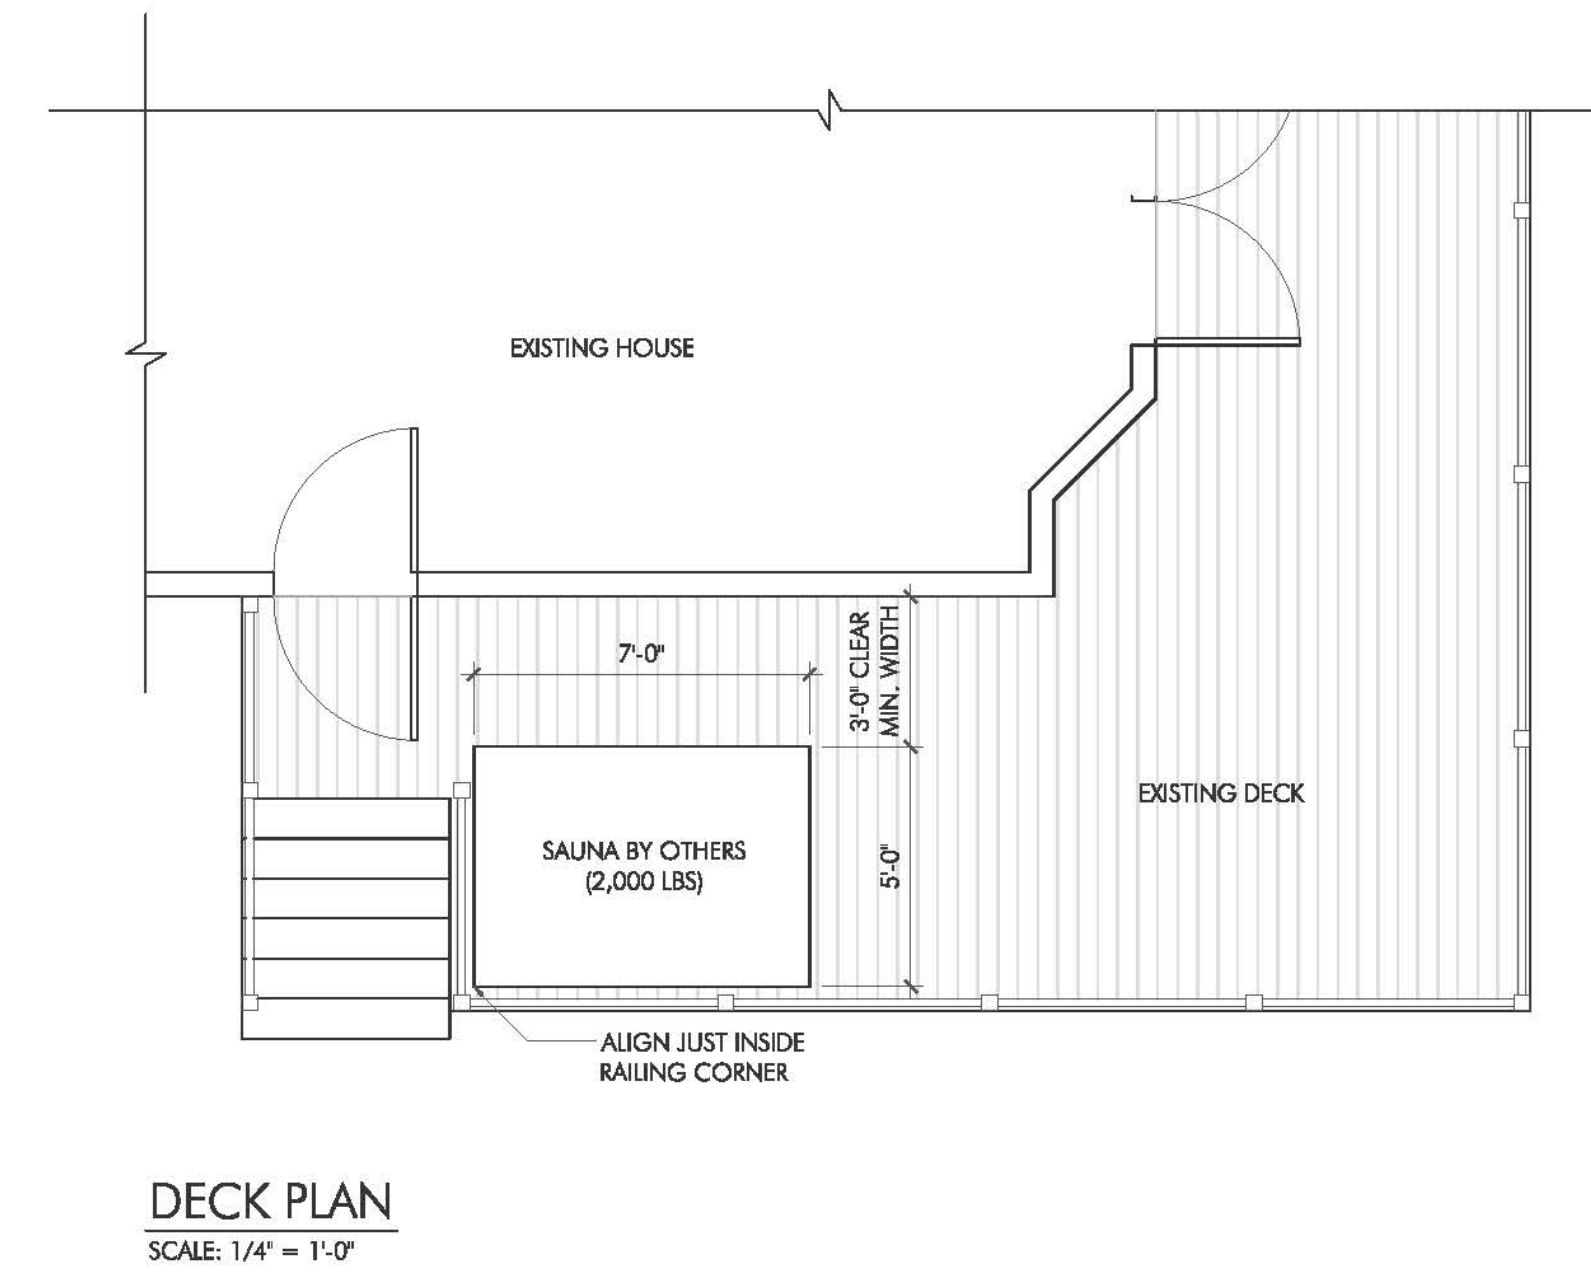 EXISTING HOUSE
7'-0"
3'-0" CLEAR
MIN. WIDTH
EXISTING DECK
SAUNA BY OTHERS
(2,000 LBS)
5'-0"
ALIGN JUST INSIDE
RAILING CORNER
DECK PLAN
SCALE: 1/4" = 1'-0"